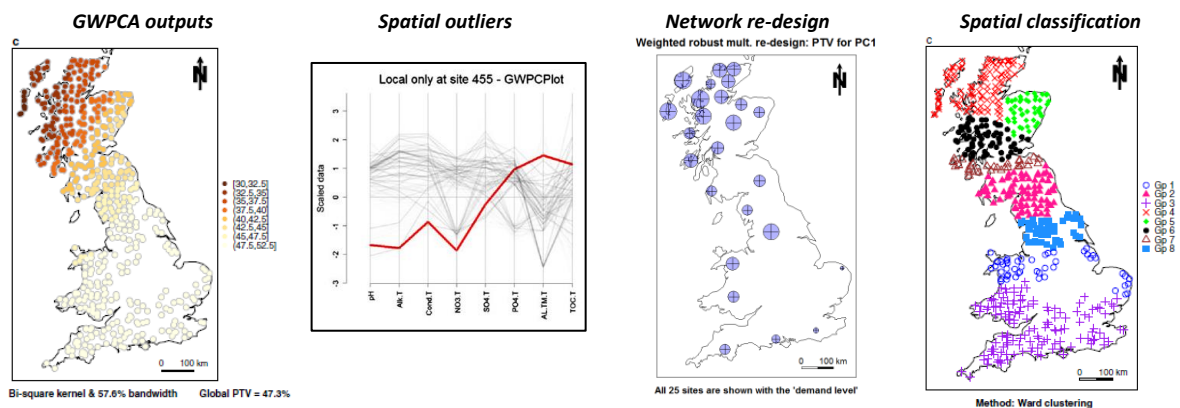 GWPCA outputs
c
N
[30,32.5]
(32.5,35]
(35,37.5]
(37.5,40]
(40,42.5]
(42.5,45]
(45,47.5]
(47.5,52.5]
0 100 km
Bi-square kernel & 57.6% bandwidth Global PTV = 47.3%
Spatial outliers
Local only at site 455 - GWPCPlot
Scaled data
3
2
1
0
-1
-2
-3
pH
Alk.T
Cond.T
NO3.T
SO4.T
PO4.T
AL.TM.T
TOC.T
Network re-design
Weighted robust mult. re-design: PTV for PC1
N
0 100 km
All 25 sites are shown with the 'demand level'
Spatial classification
c
N
Gp 1
Gp 2
Gp 3
Gp 4
Gp 5
Gp 6
Gp 7
Gp 8
0 100 km
Method: Ward clustering